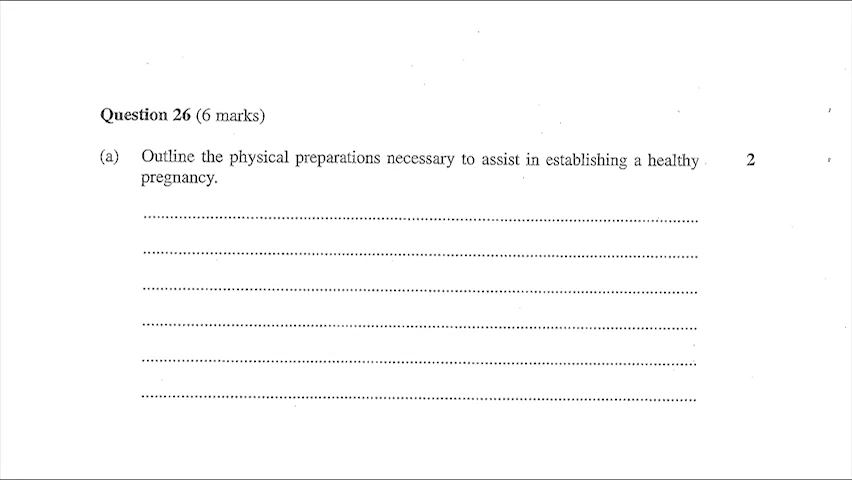 Question 26 (6 marks)
(a) Outline the physical preparations necessary to assist in establishing a healthy 2
pregnancy.